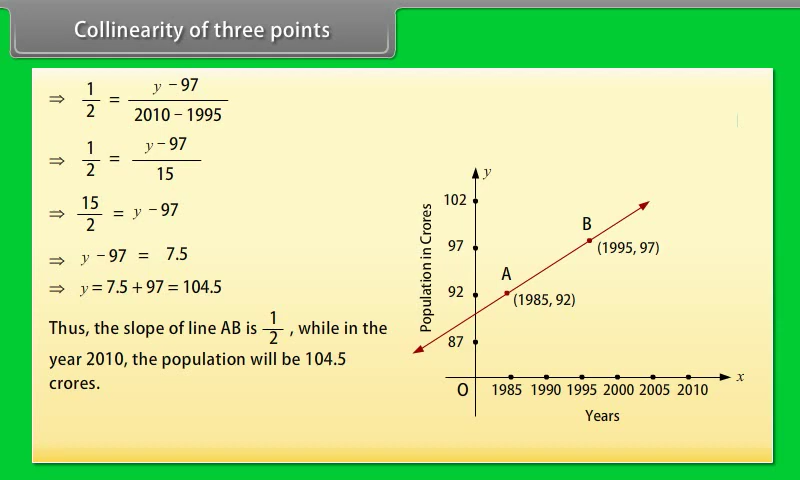 Collinearity of three points
⇒ 1/2 = (y − 97)/(2010 − 1995)
⇒ 1/2 = (y − 97)/15
⇒ 15/2 = y − 97
⇒ y − 97 = 7.5
⇒ y = 7.5 + 97 = 104.5
Thus, the slope of line AB is 1/2 , while in the
year 2010, the population will be 104.5
crores.
y
102
97
92
87
Population in Crores
B
(1995, 97)
A
(1985, 92)
O
1985 1990 1995 2000 2005 2010
x
Years